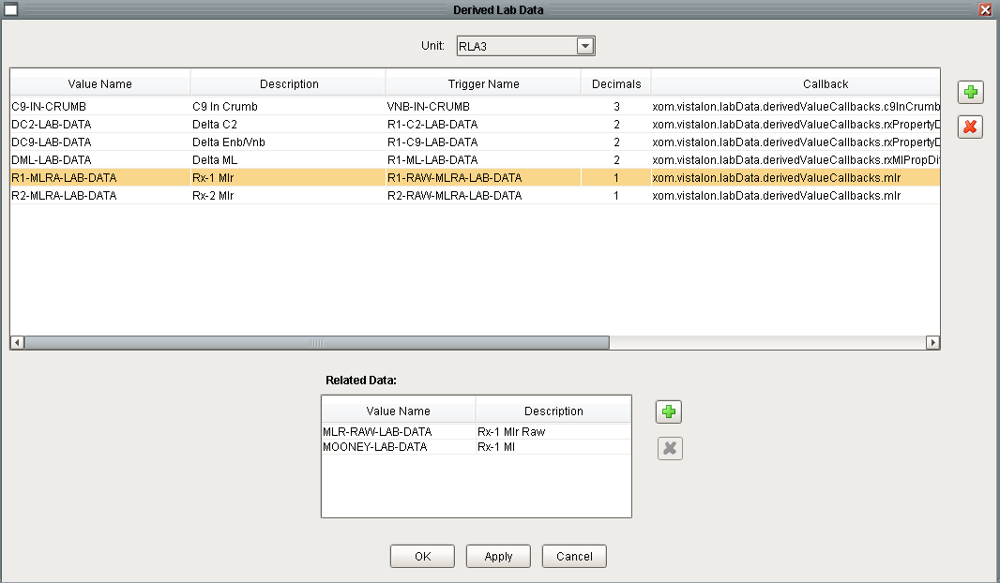 Derived Lab Data
Unit: RLA3
Value Name Description Trigger Name Decimals Callback
C9-IN-CRUMB C9 In Crumb VNB-IN-CRUMB 3 xom.vistalon.labData.derivedValueCallbacks.c9InCrumb
DC2-LAB-DATA Delta C2 R1-C2-LAB-DATA 2 xom.vistalon.labData.derivedValueCallbacks.rxPropertyD
DC9-LAB-DATA Delta Enb/Vnb R1-C9-LAB-DATA 2 xom.vistalon.labData.derivedValueCallbacks.rxPropertyD
DML-LAB-DATA Delta ML R1-ML-LAB-DATA 2 xom.vistalon.labData.derivedValueCallbacks.rxMlPropDi
R1-MLRA-LAB-DATA Rx-1 Mlr R1-RAW-MLRA-LAB-DATA 1 xom.vistalon.labData.derivedValueCallbacks.mlr
R2-MLRA-LAB-DATA Rx-2 Mlr R2-RAW-MLRA-LAB-DATA 1 xom.vistalon.labData.derivedValueCallbacks.mlr
Related Data:
Value Name Description
MLR-RAW-LAB-DATA Rx-1 Mlr Raw
MOONEY-LAB-DATA Rx-1 Ml
OK Apply Cancel